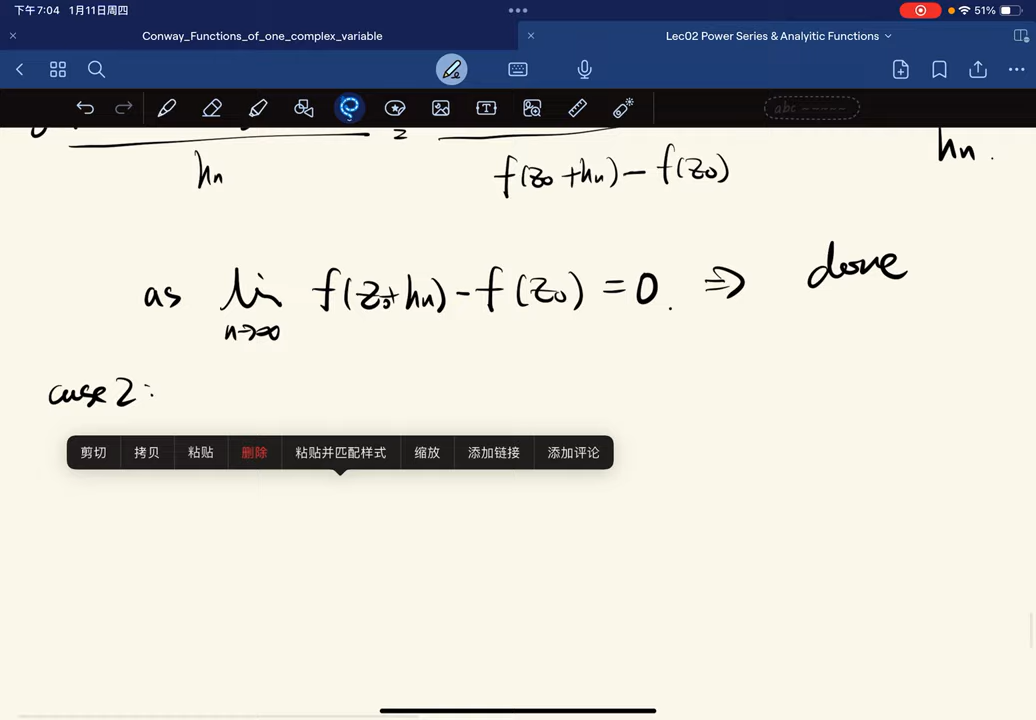 下午7:04 1月11日周四
51%
Conway_Functions_of_one_complex_variable
Lec02 Power Series & Analyitic Functions
abc
hn
f(z0 + hn) − f(z0)
hn .
as lim n→∞ f(z0 + hn) − f(z0) = 0 . ⇒ done
case 2 :
剪切 拷贝 粘贴 删除 粘贴并匹配样式 缩放 添加链接 添加评论